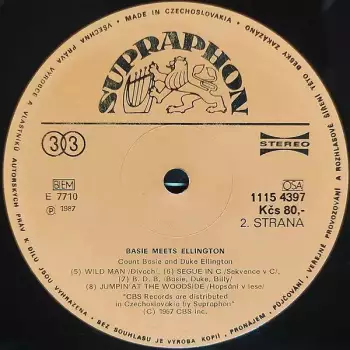 MADE IN CZECHOSLOVAKIA • VŠECHNA PRÁVA VÝROBCE A VLASTNÍKŮ AUTORSKÝCH PRÁV K DÍLU JSOU VYHRAZENA. BEZ SOUHLASU JE VÝROBA KOPIÍ, PRONÁJEM, PŮJČOVÁNÍ, VEŘEJNÉ PROVOZOVÁNÍ A ROZHLASOVÉ ŠÍŘENÍ TÉTO DESKY ZAKÁZÁNO
SUPRAPHON
33
STEREO
BIEM
OSA
E 7710
1115 4397
℗ 1987
Kčs 80,-
2. STRANA
BASIE MEETS ELLINGTON
Count Basie and Duke Ellington
(5) WILD MAN /Divoch/, (6) SEGUE IN C /Sekvence v C/,
(7) B. D. B. /Basie, Duke, Billy/
(8) JUMPIN AT THE WOODSIDE /Hopsání v lese/
"CBS Records are distributed
in Czechoslovakia by Supraphon"
(C) 1967 CBS Inc.